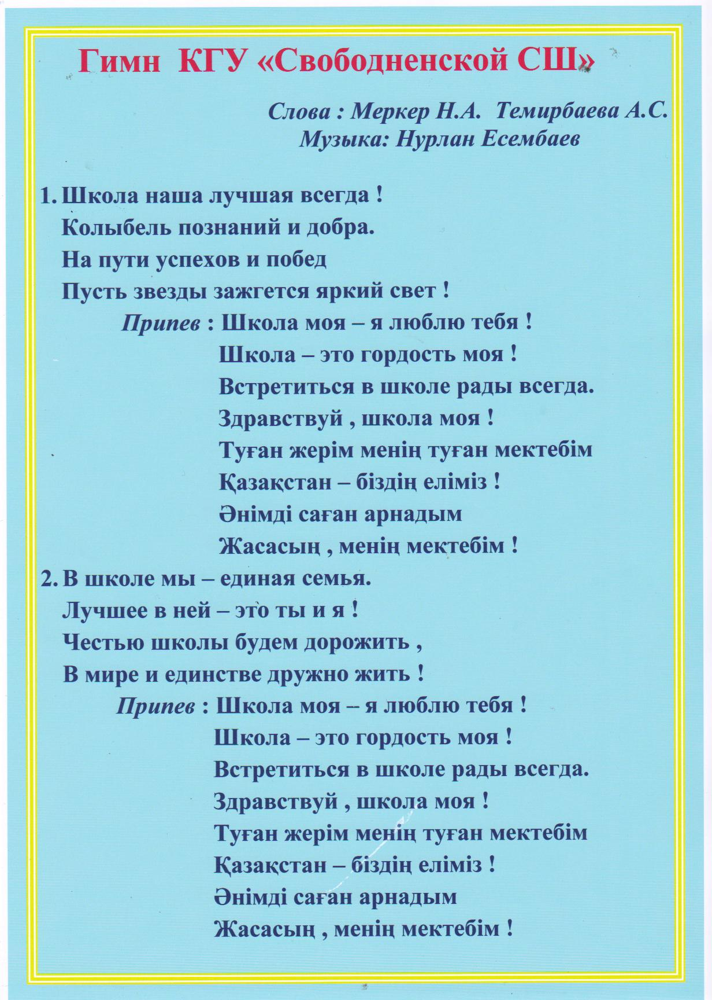 Гимн КГУ «Свободненской СШ»
Слова : Меркер Н.А. Темирбаева А.С.
Музыка: Нурлан Есембаев
1. Школа наша лучшая всегда !
Колыбель познаний и добра.
На пути успехов и побед
Пусть звезды зажгется яркий свет !
Припев : Школа моя – я люблю тебя !
Школа – это гордость моя !
Встретиться в школе рады всегда.
Здравствуй , школа моя !
Туған жерім менің туған мектебім
Қазақстан – біздің еліміз !
Әнімді саған арнадым
Жасасың , менің мектебім !
2. В школе мы – единая семья.
Лучшее в ней – это ты и я !
Честью школы будем дорожить ,
В мире и единстве дружно жить !
Припев : Школа моя – я люблю тебя !
Школа – это гордость моя !
Встретиться в школе рады всегда.
Здравствуй , школа моя !
Туған жерім менің туған мектебім
Қазақстан – біздің еліміз !
Әнімді саған арнадым
Жасасың , менің мектебім !